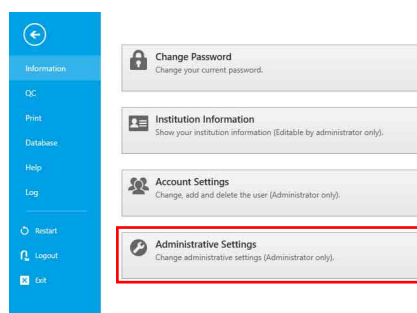 Information
QC
Print
Database
Help
Log
Restart
Logout
Exit
Change Password
Change your current password.
Institution Information
Show your institution information (Editable by administrator only).
Account Settings
Change, add and delete the user (Administrator only).
Administrative Settings
Change administrative settings (Administrator only).